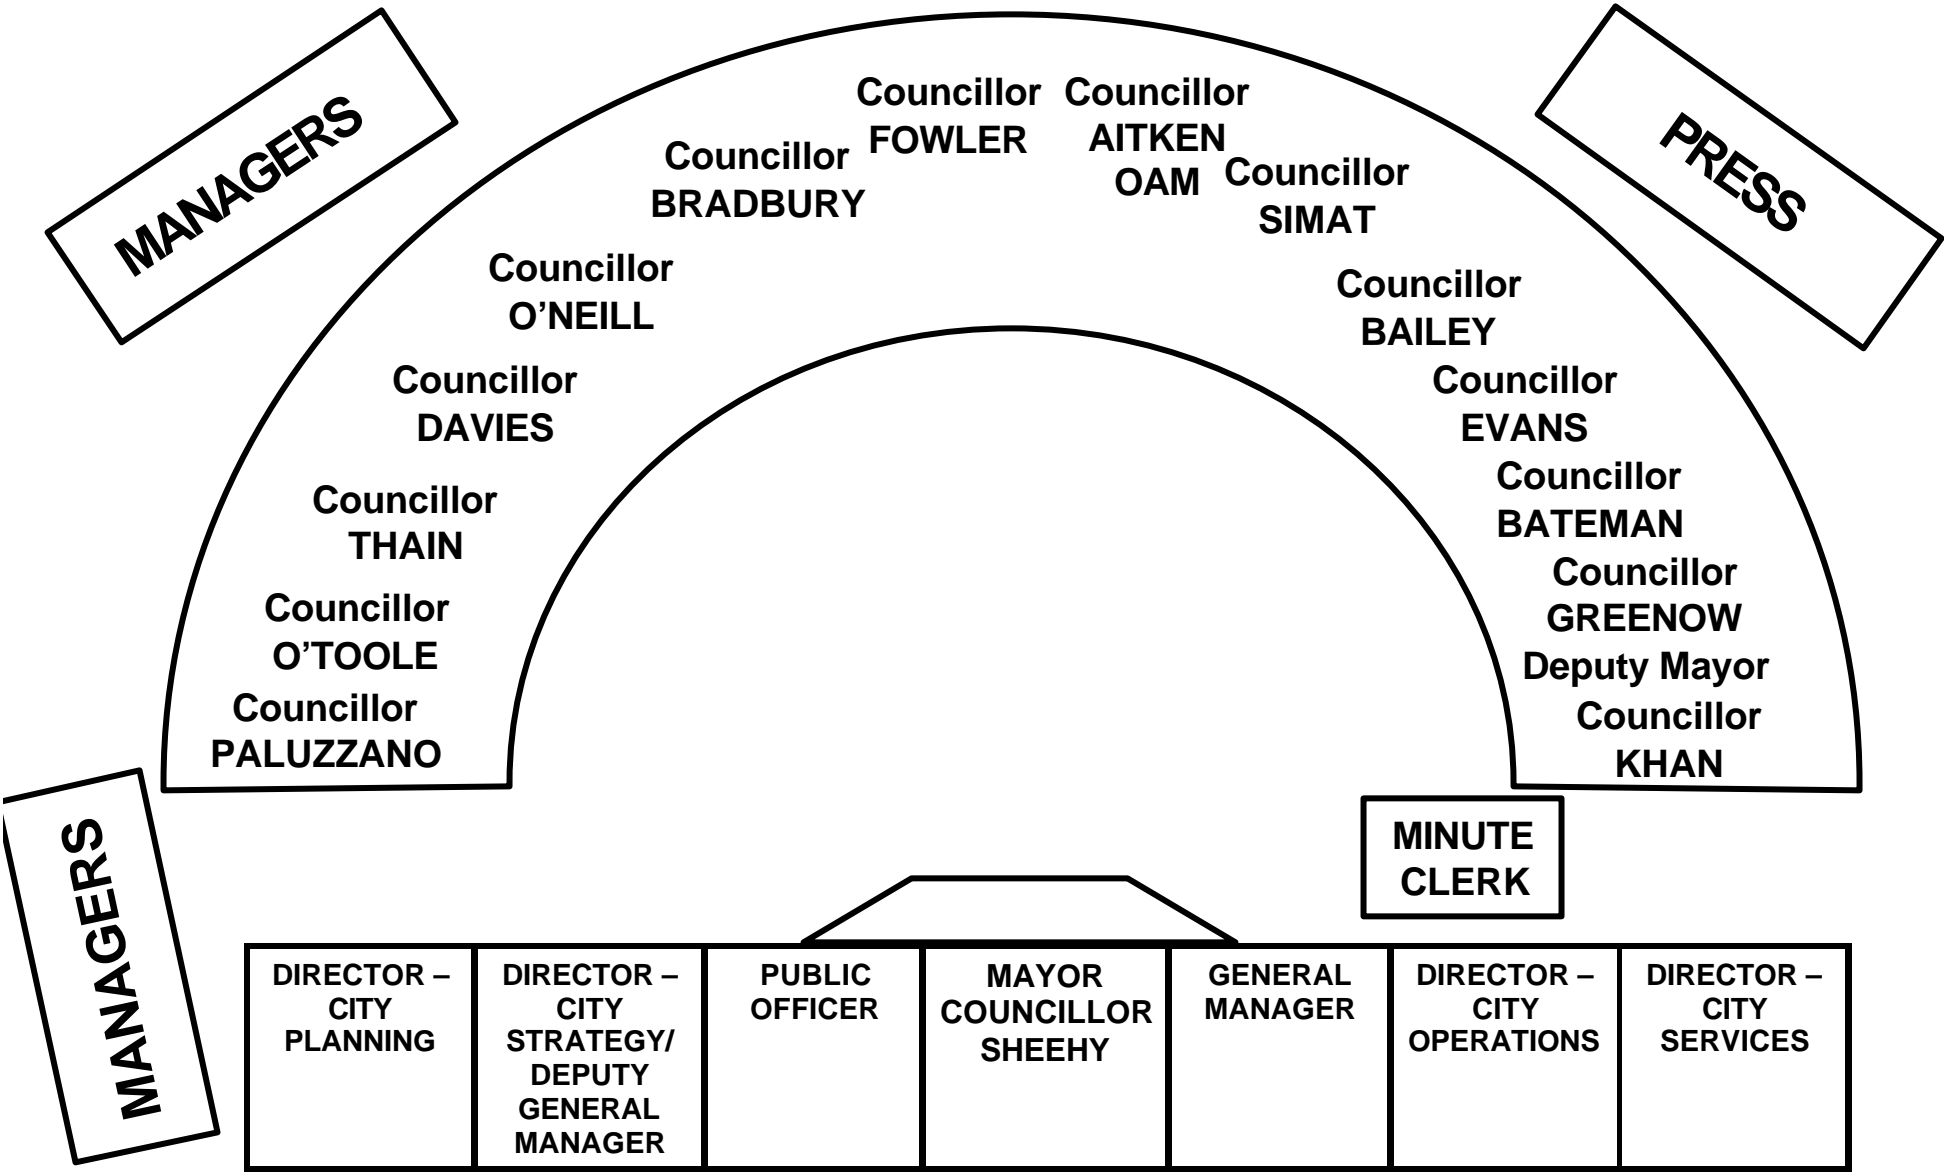 MANAGERS
PRESS
Councillor
FOWLER
Councillor
AITKEN
OAM
Councillor
BRADBURY
Councillor
SIMAT
Councillor
O’NEILL
Councillor
BAILEY
Councillor
DAVIES
Councillor
EVANS
Councillor
THAIN
Councillor
BATEMAN
Councillor
O’TOOLE
Councillor
GREENOW
Deputy Mayor
Councillor
KHAN
Councillor
PALUZZANO
MANAGERS
MINUTE
CLERK
DIRECTOR –
CITY
PLANNING
DIRECTOR –
CITY
STRATEGY/
DEPUTY
GENERAL
MANAGER
PUBLIC
OFFICER
MAYOR
COUNCILLOR
SHEEHY
GENERAL
MANAGER
DIRECTOR –
CITY
OPERATIONS
DIRECTOR –
CITY
SERVICES